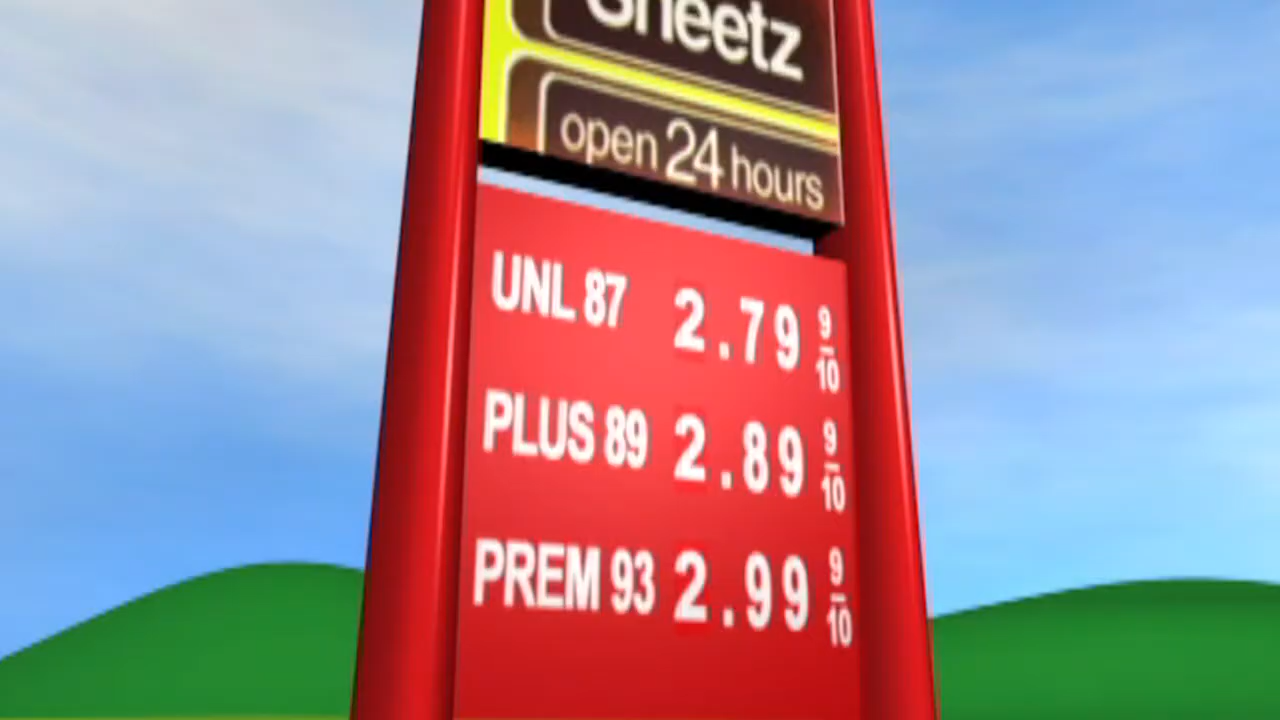 Sheetz
open 24 hours
UNL 87 2.79 9/10
PLUS 89 2.89 9/10
PREM 93 2.99 9/10